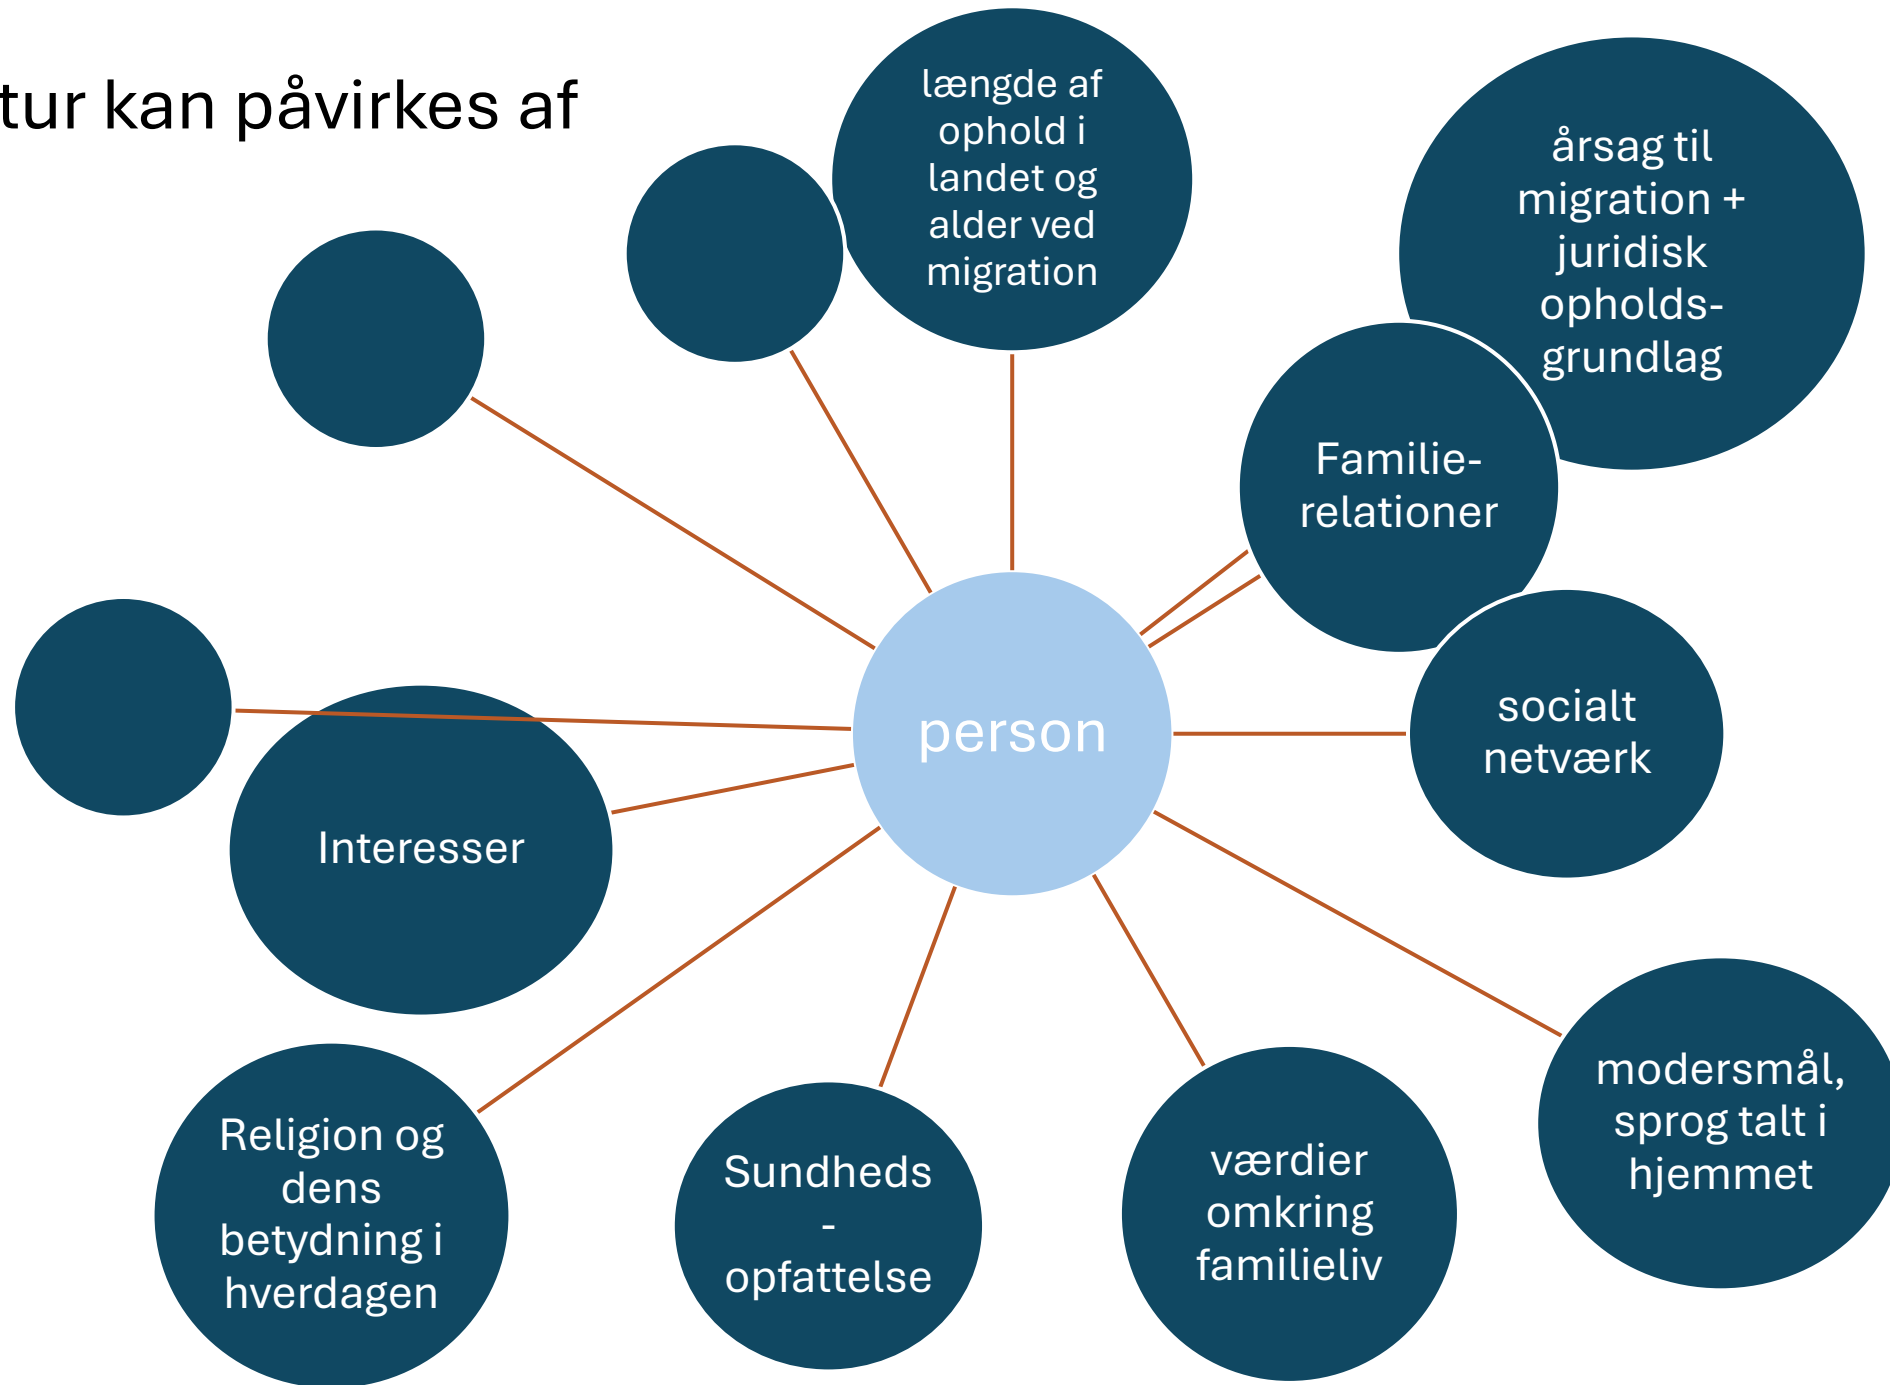 tur kan påvirkes af
længde af
ophold i
landet og
alder ved
migration
årsag til
migration +
juridisk
opholds-
grundlag
Familie-
relationer
socialt
netværk
person
Interesser
modersmål,
sprog talt i
hjemmet
værdier
omkring
familieliv
Sundheds
-
opfattelse
Religion og
dens
betydning i
hverdagen